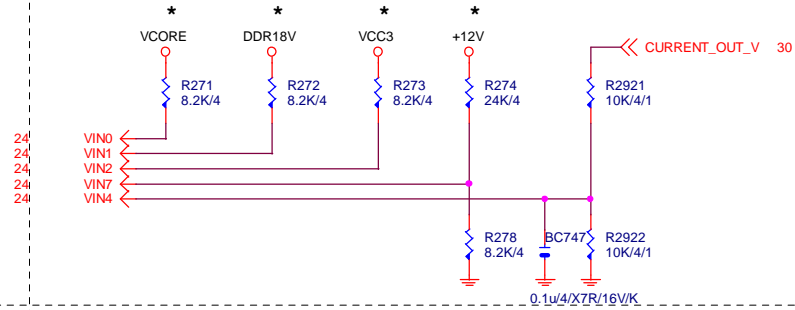 * * * *
VCORE DDR18V VCC3 +12V
CURRENT_OUT_V 30
R271 R272 R273 R274 R2921
8.2K/4 8.2K/4 8.2K/4 24K/4 10K/4/1
24 VIN0
24 VIN1
24 VIN2
24 VIN7
24 VIN4
R278 BC747 R2922
8.2K/4 10K/4/1
0.1u/4/X7R/16V/K